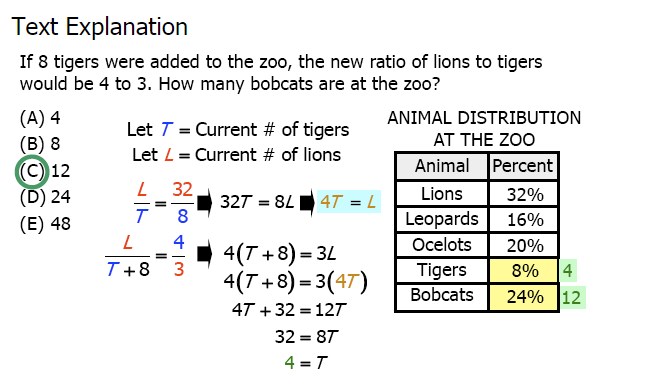 Text Explanation
If 8 tigers were added to the zoo, the new ratio of lions to tigers
would be 4 to 3. How many bobcats are at the zoo?
(A) 4
(B) 8
(C) 12
(D) 24
(E) 48
Let T = Current # of tigers
Let L = Current # of lions
L/T = 32/8 ➡ 32T = 8L ➡ 4T = L
L/T + 8 = 4/3 ➡ 4(T + 8) = 3L
4(T + 8) = 3(4T)
4T + 32 = 12T
32 = 8T
4 = T
ANIMAL DISTRIBUTION
AT THE ZOO
Animal Percent
Lions 32%
Leopards 16%
Ocelots 20%
Tigers 8% 4
Bobcats 24% 12